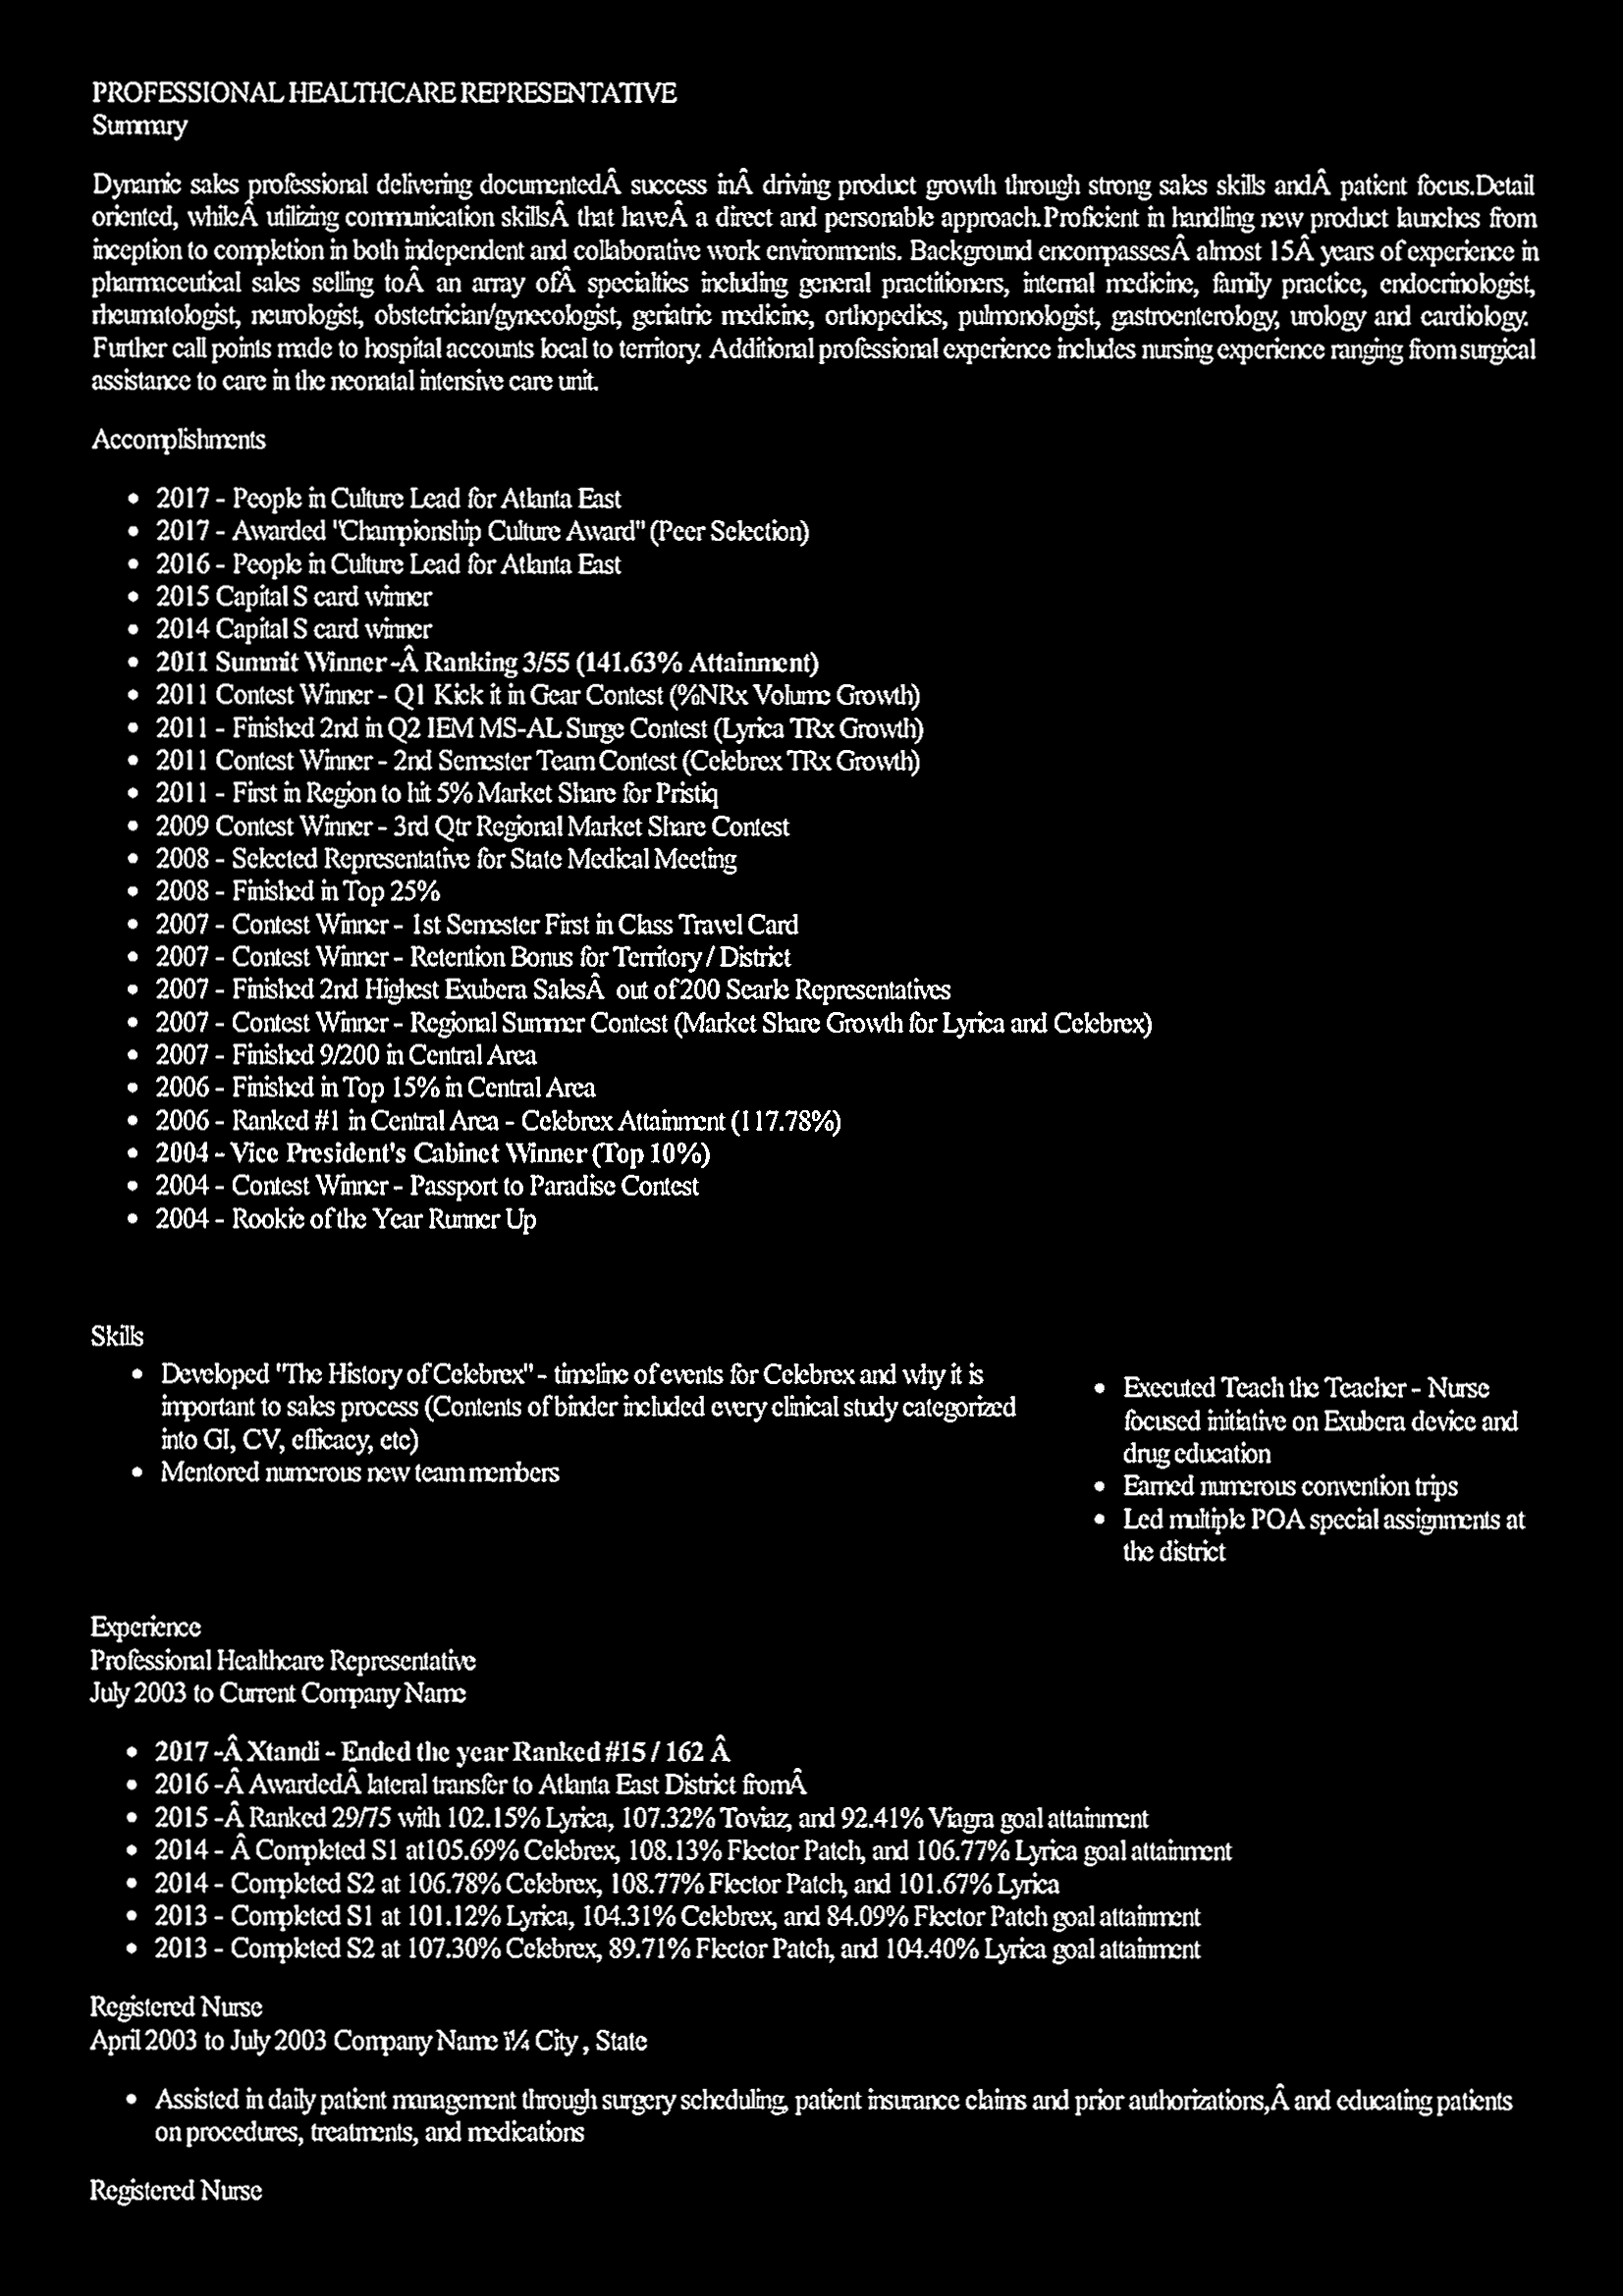 PROFESSIONAL HEALTHCARE REPRESENTATIVE
Summary
Dynamic sales professional delivering documentedÂ success inÂ driving product growth through strong sales skills andÂ patient focus.Detail
oriented, whileÂ utilizing communication skillsÂ that haveÂ a direct and personable approach.Proficient in handling new product launches from
inception to completion in both independent and collaborative work environments. Background encompassesÂ almost 15Â years of experience in
pharmaceutical sales selling toÂ an array ofÂ specialties including general practitioners, internal medicine, family practice, endocrinologist,
rheumatologist, neurologist, obstetrician/gynecologist, geriatric medicine, orthopedics, pulmonologist, gastroenterology, urology and cardiology.
Further call points made to hospital accounts local to territory. Additional professional experience includes nursing experience ranging from surgical
assistance to care in the neonatal intensive care unit.
Accomplishments
• 2017 - People in Culture Lead for Atlanta East
• 2017 - Awarded "Championship Culture Award" (Peer Selection)
• 2016 - People in Culture Lead for Atlanta East
• 2015 Capital S card winner
• 2014 Capital S card winner
• 2011 Summit Winner -Â Ranking 3/55 (141.63% Attainment)
• 2011 Contest Winner - Q1 Kick it in Gear Contest (%NRx Volume Growth)
• 2011 - Finished 2nd in Q2 IEM MS-AL Surge Contest (Lyrica TRx Growth)
• 2011 Contest Winner - 2nd Semester Team Contest (Celebrex TRx Growth)
• 2011 - First in Region to hit 5% Market Share for Pristiq
• 2009 Contest Winner - 3rd Qtr Regional Market Share Contest
• 2008 - Selected Representative for State Medical Meeting
• 2008 - Finished in Top 25%
• 2007 - Contest Winner - 1st Semester First in Class Travel Card
• 2007 - Contest Winner - Retention Bonus for Territory / District
• 2007 - Finished 2nd Highest Exubera SalesÂ out of 200 Searle Representatives
• 2007 - Contest Winner - Regional Summer Contest (Market Share Growth for Lyrica and Celebrex)
• 2007 - Finished 9/200 in Central Area
• 2006 - Finished in Top 15% in Central Area
• 2006 - Ranked #1 in Central Area - Celebrex Attainment (117.78%)
• 2004 - Vice President's Cabinet Winner (Top 10%)
• 2004 - Contest Winner - Passport to Paradise Contest
• 2004 - Rookie of the Year Runner Up
Skills
• Developed "The History of Celebrex" - timeline of events for Celebrex and why it is
important to sales process (Contents of binder included every clinical study categorized
into GI, CV, efficacy, etc)
• Mentored numerous new team members
• Executed Teach the Teacher - Nurse
focused initiative on Exubera device and
drug education
• Earned numerous convention trips
• Led multiple POA special assignments at
the district
Experience
Professional Healthcare Representative
July 2003 to Current Company Name
• 2017 -Â Xtandi - Ended the year Ranked #15 / 162 Â
• 2016 -Â AwardedÂ lateral transfer to Atlanta East District fromÂ
• 2015 -Â Ranked 29/75 with 102.15% Lyrica, 107.32% Toviaz, and 92.41% Viagra goal attainment
• 2014 - Â Completed S1 at105.69% Celebrex, 108.13% Flector Patch, and 106.77% Lyrica goal attainment
• 2014 - Completed S2 at 106.78% Celebrex, 108.77% Flector Patch, and 101.67% Lyrica
• 2013 - Completed S1 at 101.12% Lyrica, 104.31% Celebrex, and 84.09% Flector Patch goal attainment
• 2013 - Completed S2 at 107.30% Celebrex, 89.71% Flector Patch, and 104.40% Lyrica goal attainment
Registered Nurse
April 2003 to July 2003 Company Name ï¼ City , State
• Assisted in daily patient management through surgery scheduling, patient insurance claims and prior authorizations,Â and educating patients
on procedures, treatments, and medications
Registered Nurse